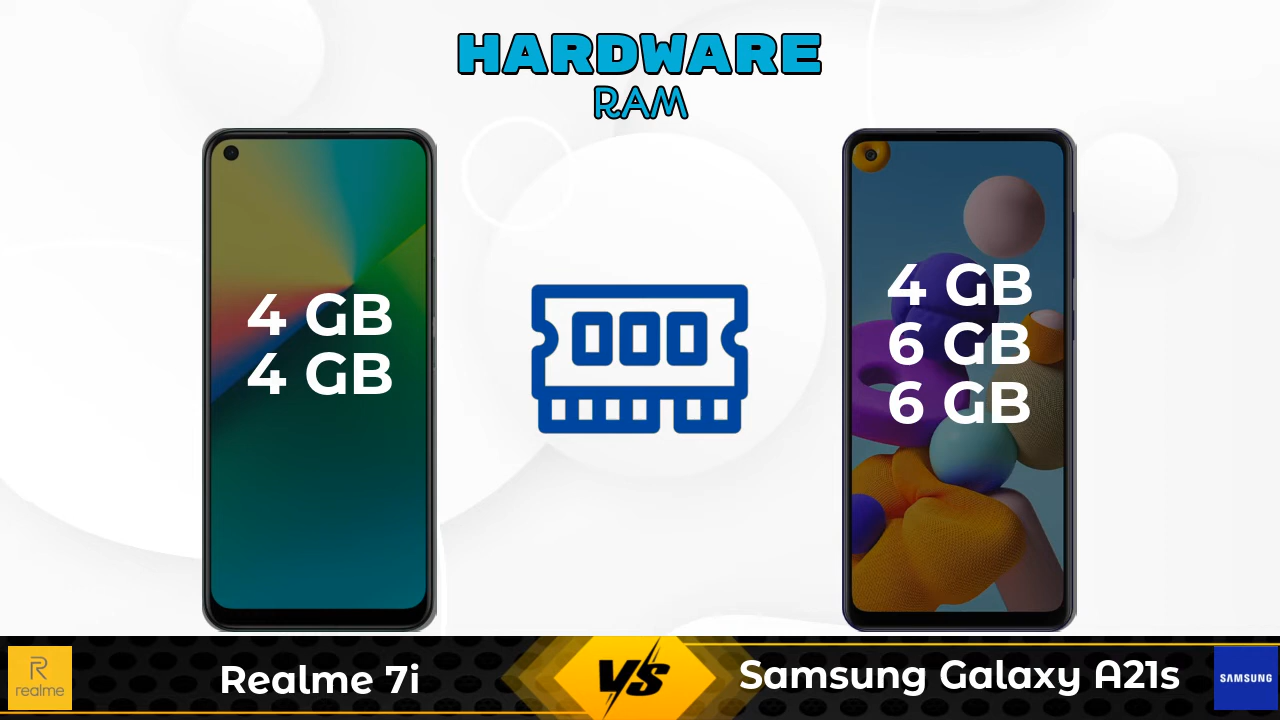 HARDWARE
RAM
4 GB
4 GB
4 GB
6 GB
6 GB
realme
Realme 7i
VS
Samsung Galaxy A21s
SAMSUNG